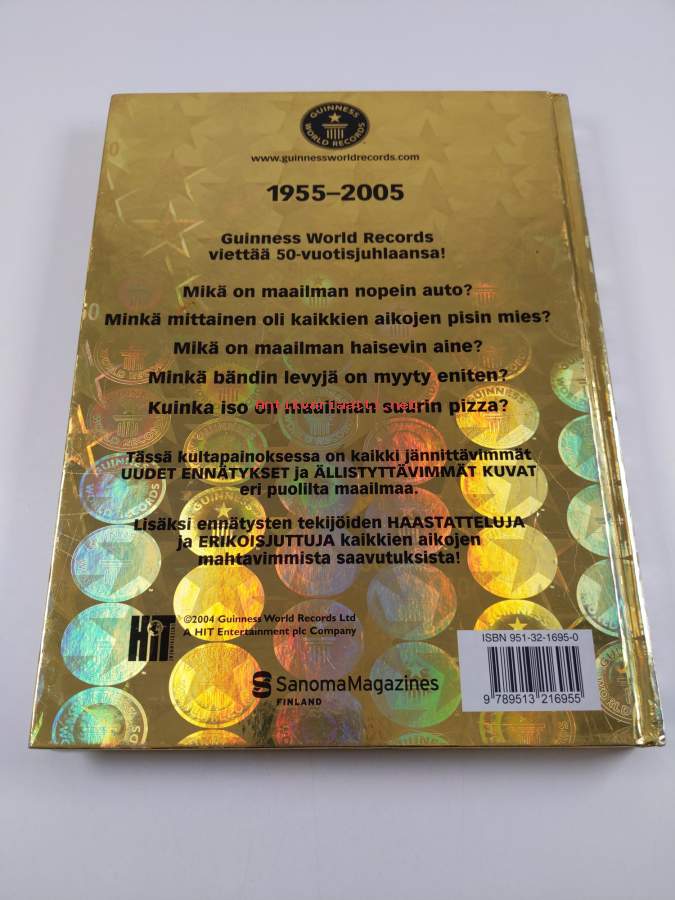 GUINNESS
WORLD RECORDS
www.guinnessworldrecords.com
1955–2005
Guinness World Records
viettää 50-vuotisjuhlaansa!
Mikä on maailman nopein auto?
Minkä mittainen oli kaikkien aikojen pisin mies?
Mikä on maailman haisevin aine?
Minkä bändin levyjä on myyty eniten?
Kuinka iso on maailman suurin pizza?
Tässä kultapainoksessa on kaikki jännittävimmät
UUDET ENNÄTYKSET ja ÄLLISTYTTÄVIMMÄT KUVAT
eri puolilta maailmaa.
Lisäksi ennätysten tekijöiden HAASTATTELUJA
ja ERIKOISJUTTUJA kaikkien aikojen
mahtavimmista saavutuksista!
HiT
©2004 Guinness World Records Ltd
A HIT Entertainment plc Company
SanomaMagazines
FINLAND
ISBN 951-32-1695-0
9 789513 216955